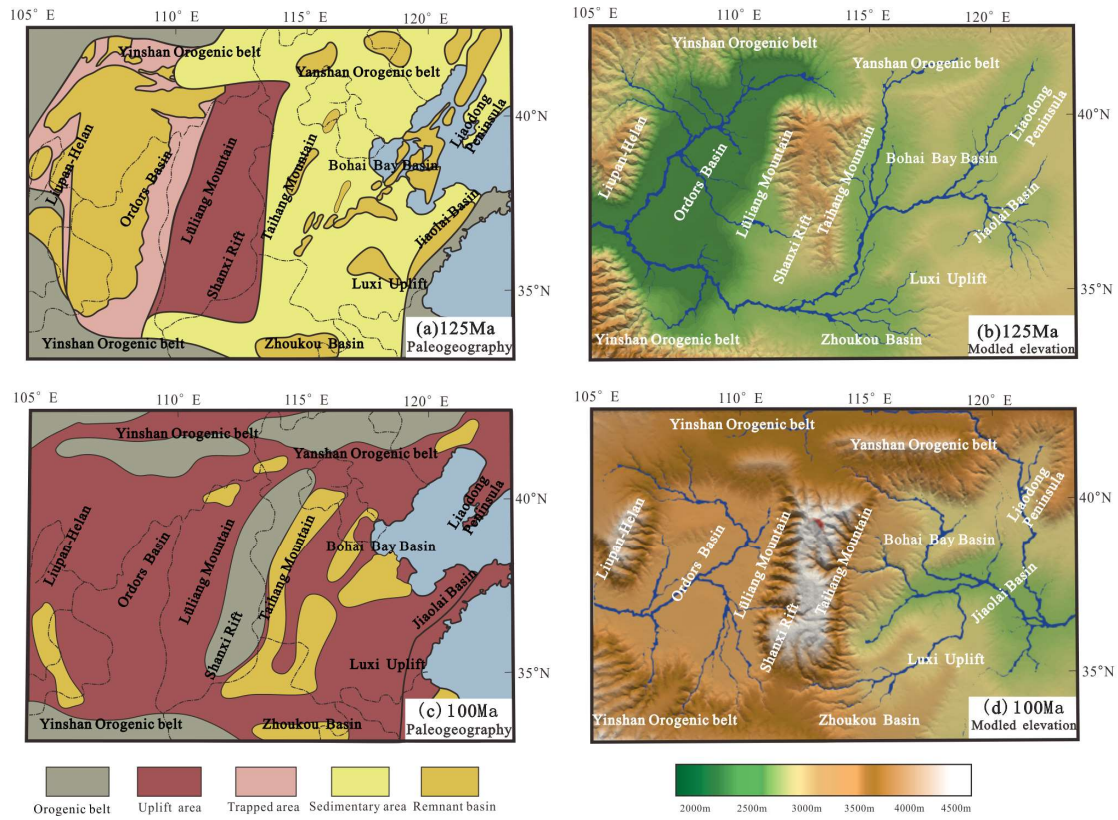 105° E
110° E
115° E
120° E
Yinshan Orogenic belt
Yanshan Orogenic belt
40°N
Liaodong
Peninsula
Liupan-Helan
Ordors Basin
Lüliang Mountain
Taihang Mountain
Bohai Bay Basin
Shanxi Rift
Jiaolai Basin
Luxi Uplift
35°N
Yinshan Orogenic belt
Zhoukou Basin
(a)125Ma
Paleogeography
105° E
110° E
115° E
120° E
Yinshan Orogenic belt
Yanshan Orogenic belt
40°N
Liaodong
Peninsula
Liupan-Helan
Ordors Basin
Lüliang Mountain
Taihang Mountain
Bohai Bay Basin
Shanxi Rift
Jiaolai Basin
Luxi Uplift
35°N
Yinshan Orogenic belt
Zhoukou Basin
(b)125Ma
Modled elevation
105° E
110° E
115° E
120° E
Yinshan Orogenic belt
Yanshan Orogenic belt
40°N
Liaodong
Peninsula
Liupan-Helan
Ordors Basin
Lüliang Mountain
Taihang Mountain
Bohai Bay Basin
Shanxi Rift
Jiaolai Basin
Luxi Uplift
35°N
Yinshan Orogenic belt
Zhoukou Basin
(c)100Ma
Paleogeography
105° E
110° E
115° E
120° E
Yinshan Orogenic belt
Yanshan Orogenic belt
40°N
Liaodong
Peninsula
Liupan-Helan
Ordors Basin
Lüliang Mountain
Taihang Mountain
Bohai Bay Basin
Shanxi Rift
Jiaolai Basin
Luxi Uplift
35°N
Yinshan Orogenic belt
Zhoukou Basin
(d)100Ma
Modled elevation
Orogenic belt
Uplift area
Trapped area
Sedimentary area
Remnant basin
2000m 2500m 3000m 3500m 4000m 4500m